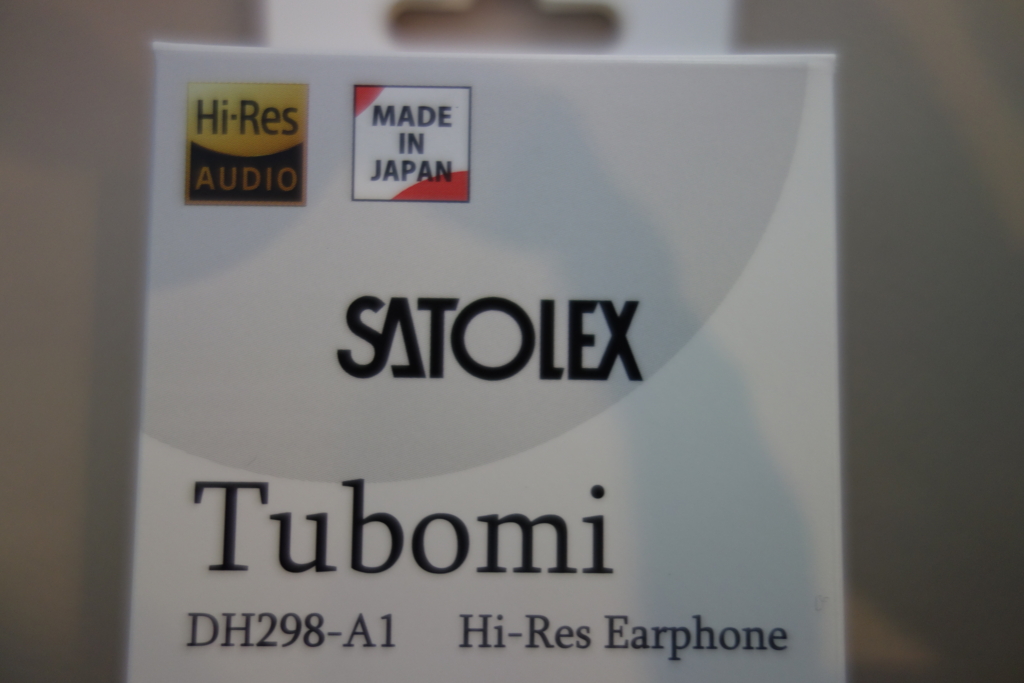 Hi-Res
AUDIO
MADE
IN
JAPAN
SATOLEX
Tubomi
DH298-A1 Hi-Res Earphone